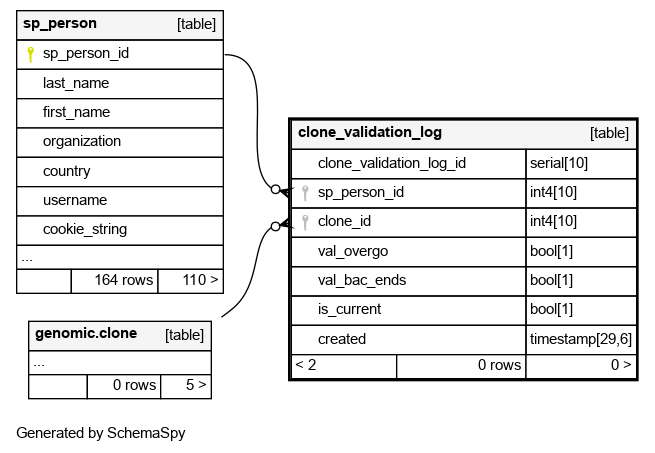 sp_person [table]
sp_person_id
last_name
first_name
organization
country
username
cookie_string
...
164 rows 110 >
genomic.clone [table]
...
0 rows 5 >
clone_validation_log [table]
clone_validation_log_id serial[10]
sp_person_id int4[10]
clone_id int4[10]
val_overgo bool[1]
val_bac_ends bool[1]
is_current bool[1]
created timestamp[29,6]
< 2 0 rows 0 >
Generated by SchemaSpy